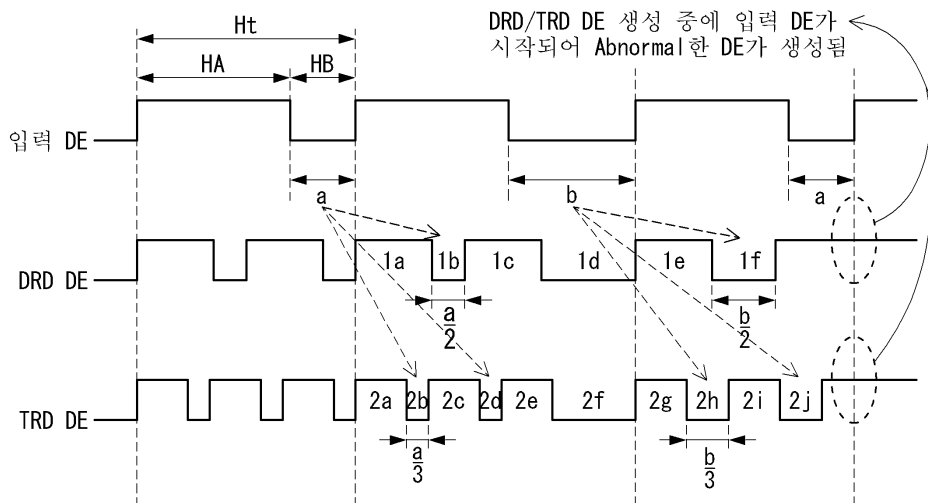 DRD/TRD DE 생성 중에 입력 DE가
시작되어 Abnormal한 DE가 생성됨
Ht
HA
HB
입력 DE
a
b
a
DRD DE
1a
1b
1c
1d
1e
1f
a
2
b
2
TRD DE
2a
2b
2c
2d
2e
2f
2g
2h
2i
2j
a
3
b
3